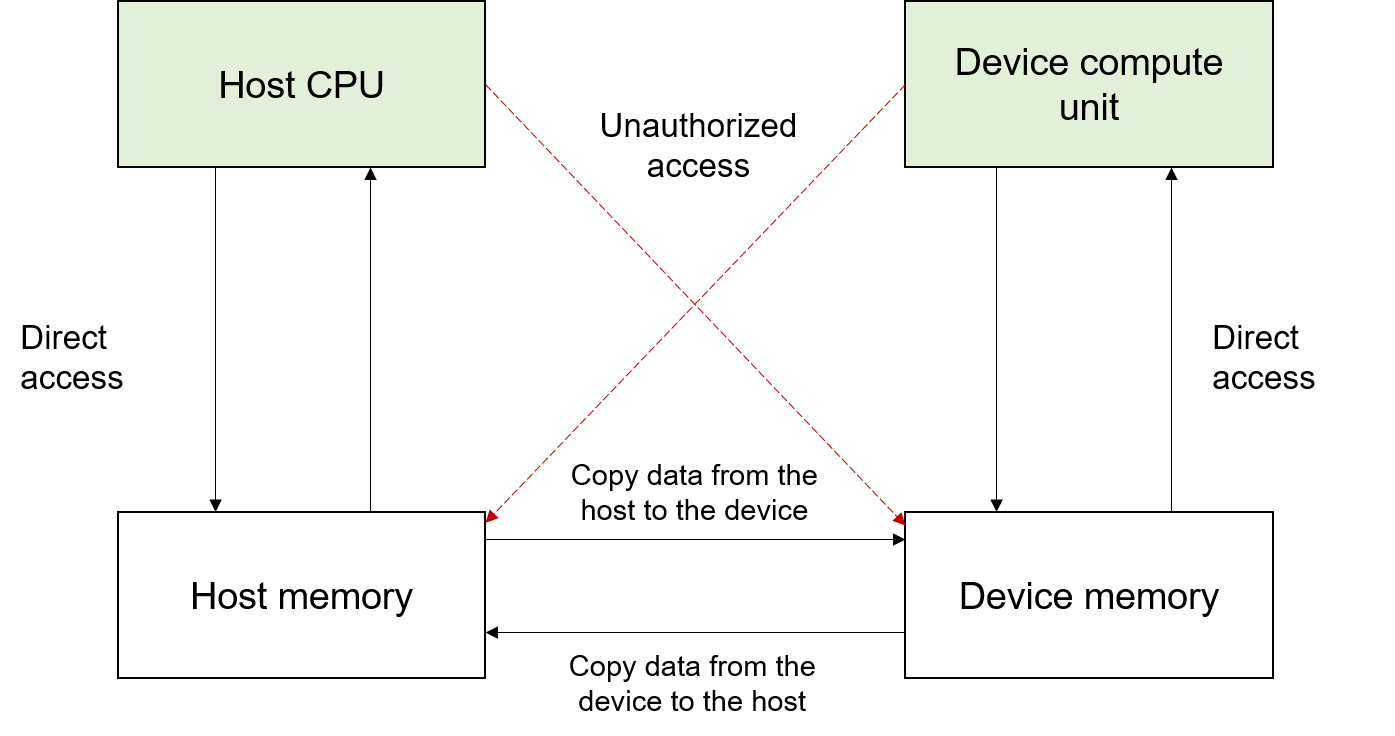 Host CPU
Device compute
unit
Unauthorized
access
Direct
access
Direct
access
Copy data from the
host to the device
Host memory
Device memory
Copy data from the
device to the host